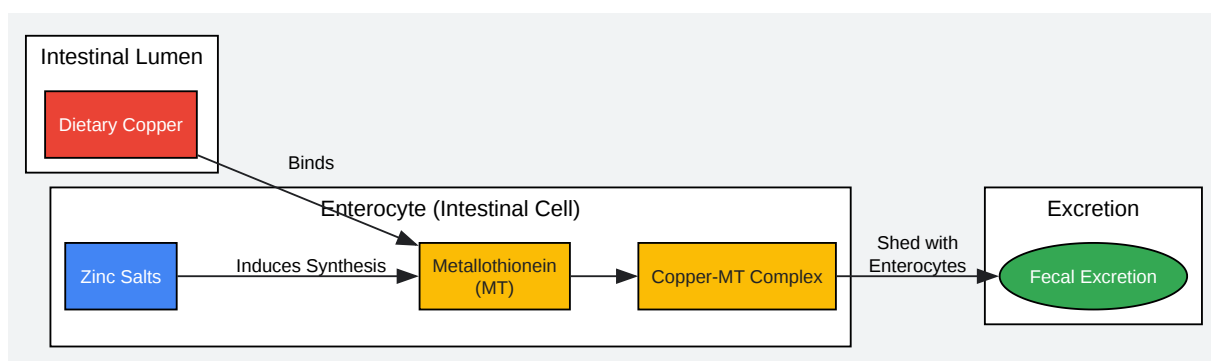 Intestinal Lumen
Dietary Copper
Binds
Enterocyte (Intestinal Cell)
Zinc Salts
Induces Synthesis
Metallothionein
(MT)
Copper-MT Complex
Shed with
Enterocytes
Excretion
Fecal Excretion